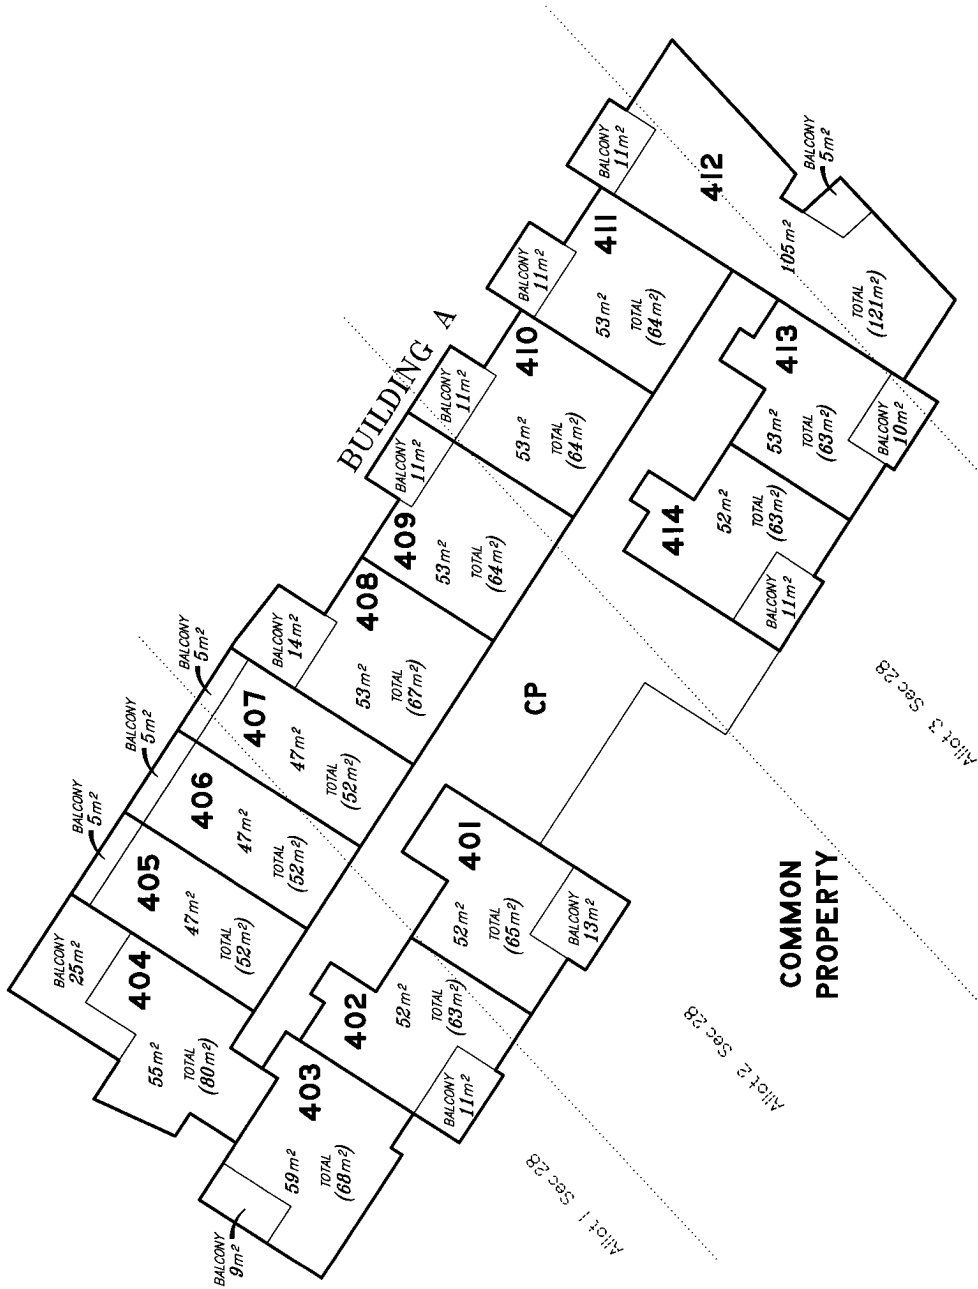 BUILDING A
BALCONY
11m²
412
105m²
TOTAL
(121m²)
BALCONY
5m²
BALCONY
11m²
411
53m²
TOTAL
(64m²)
BALCONY
11m²
410
53m²
TOTAL
(64m²)
BALCONY
11m²
409
53m²
TOTAL
(64m²)
BALCONY
14m²
408
53m²
TOTAL
(67m²)
BALCONY
5m²
407
47m²
TOTAL
(52m²)
BALCONY
5m²
406
47m²
TOTAL
(52m²)
BALCONY
5m²
405
47m²
TOTAL
(52m²)
BALCONY
25m²
404
55m²
TOTAL
(80m²)
403
59m²
TOTAL
(68m²)
BALCONY
9m²
402
52m²
TOTAL
(63m²)
BALCONY
11m²
401
52m²
TOTAL
(65m²)
BALCONY
13m²
CP
414
52m²
TOTAL
(63m²)
BALCONY
11m²
413
53m²
TOTAL
(63m²)
BALCONY
10m²
COMMON
PROPERTY
Allot 1 Sec 28
Allot 2 Sec 28
Allot 3 Sec 28